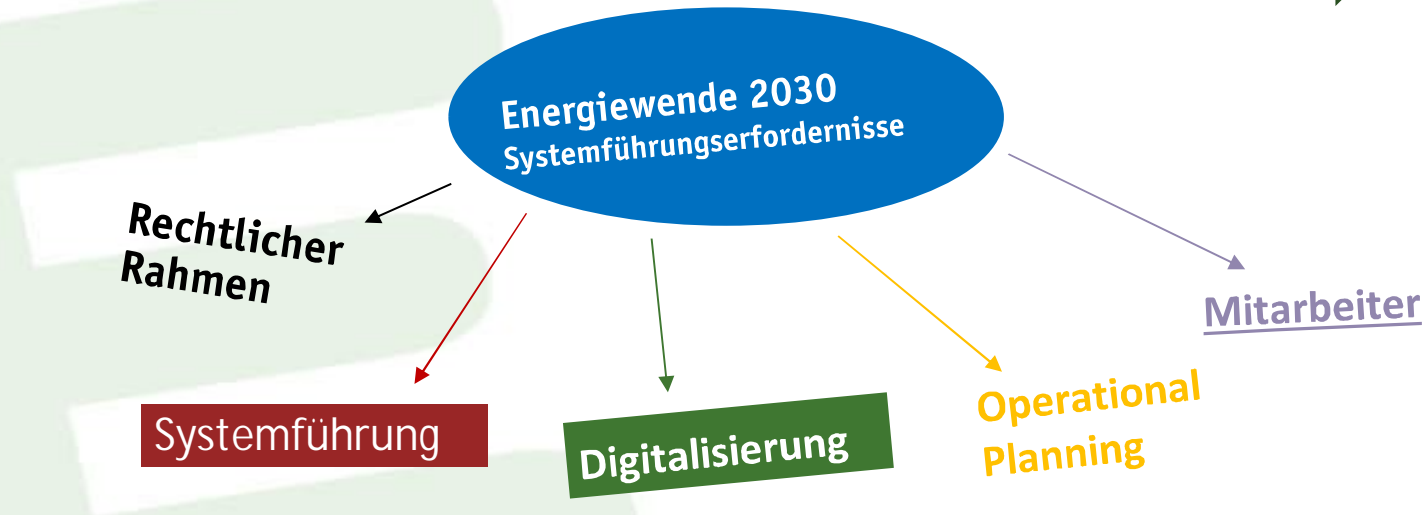 Energiewende 2030
Systemführungserfordernisse
Rechtlicher
Rahmen
Mitarbeiter
Systemführung
Digitalisierung
Operational
Planning